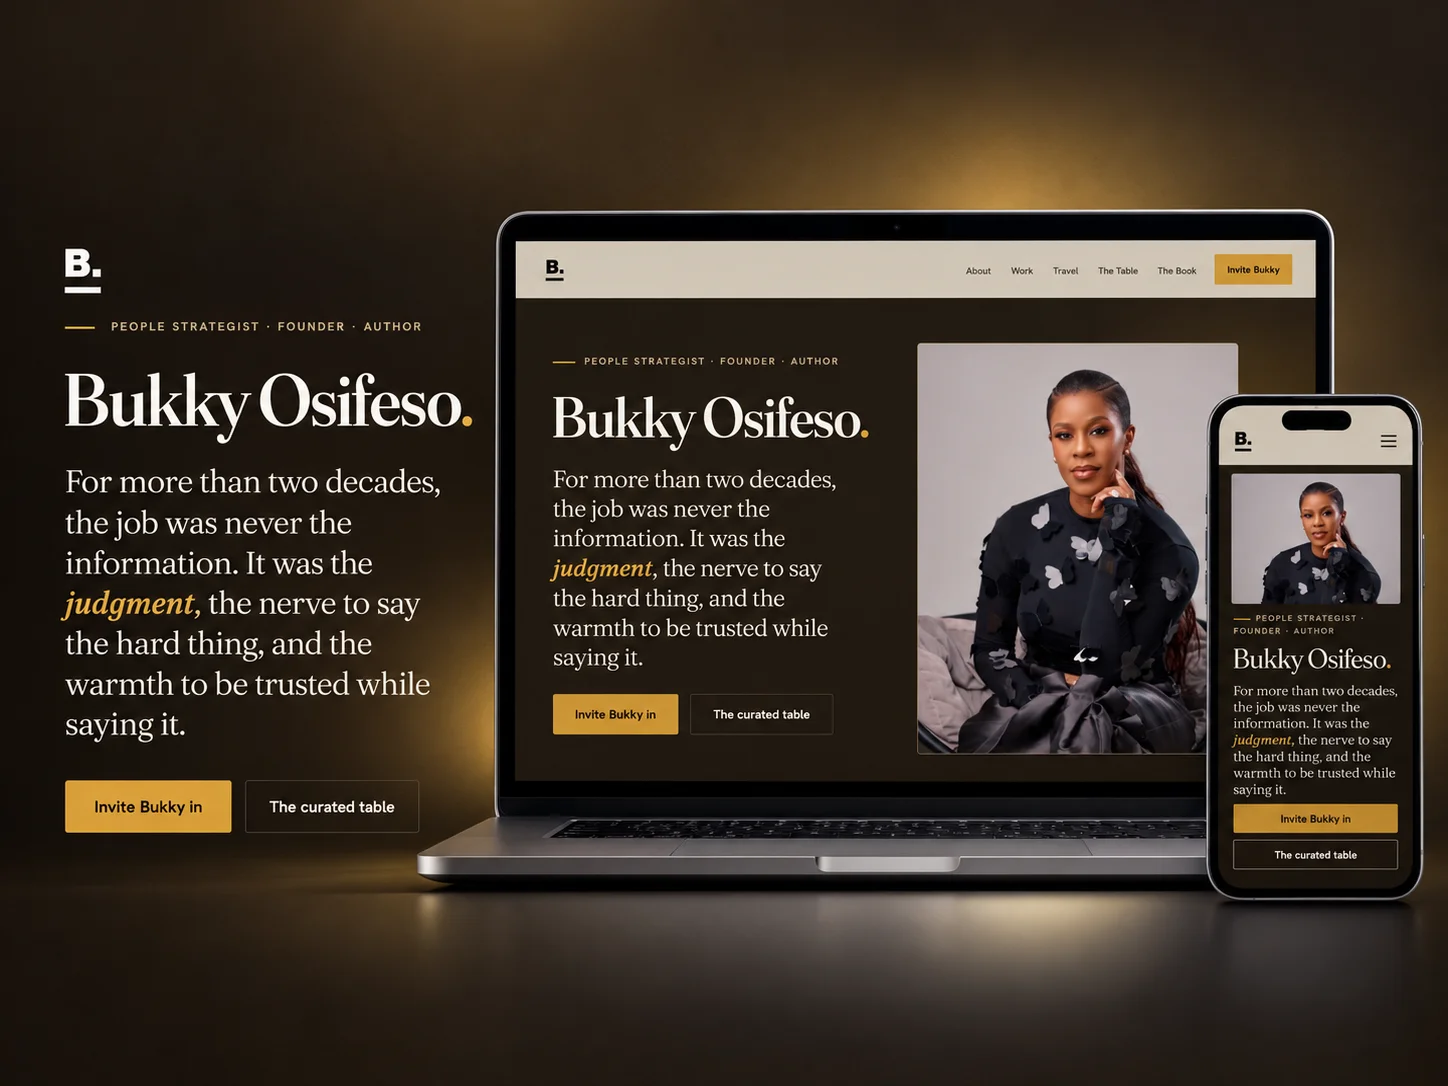 B.
PEOPLE STRATEGIST · FOUNDER · AUTHOR
Bukky Osifeso.
For more than two decades,
the job was never the
information. It was the
judgment, the nerve to say
the hard thing, and the
warmth to be trusted while
saying it.
Invite Bukky in
The curated table
B.
About
Work
Travel
The Table
The Book
Invite Bukky
PEOPLE STRATEGIST · FOUNDER · AUTHOR
Bukky Osifeso.
For more than two decades,
the job was never the
information. It was the
judgment, the nerve to say
the hard thing, and the
warmth to be trusted while
saying it.
Invite Bukky in
The curated table
B.
PEOPLE STRATEGIST ·
FOUNDER · AUTHOR
Bukky Osifeso.
For more than two decades,
the job was never the
information. It was the
judgment, the nerve to say
the hard thing, and the
warmth to be trusted while
saying it.
Invite Bukky in
The curated table